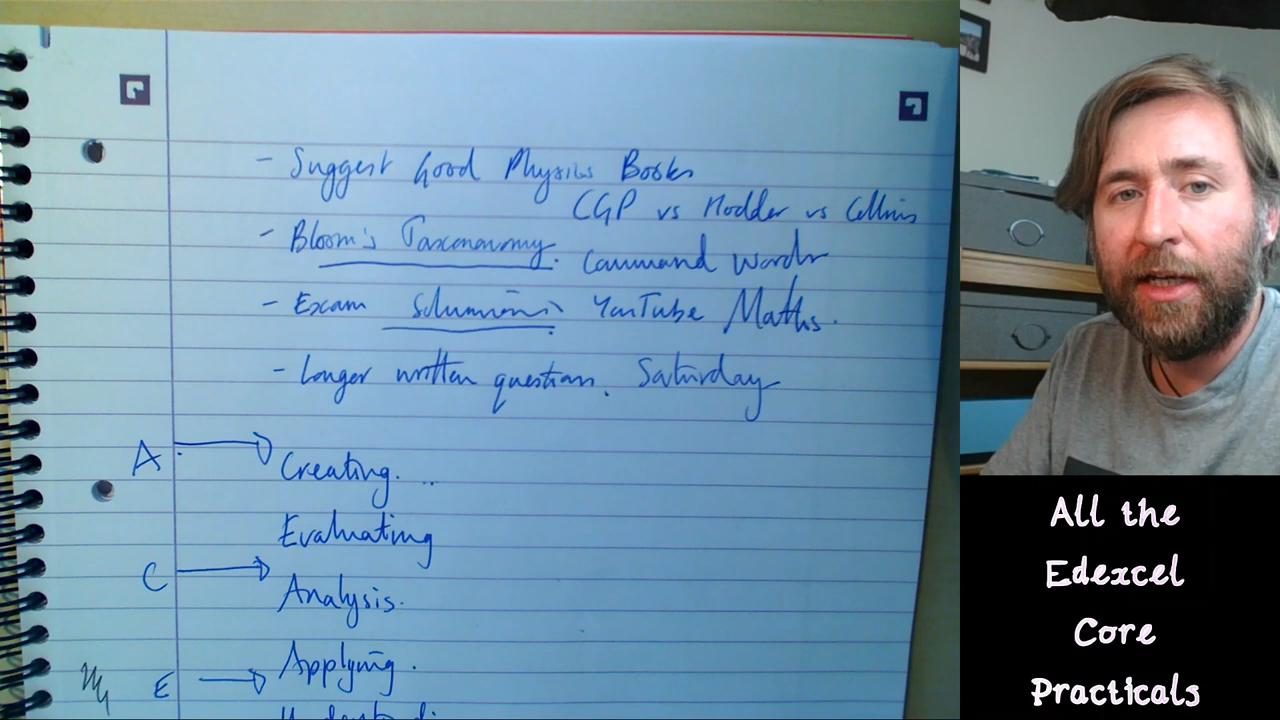 - Suggest Good Physics Books
CGP vs Hodder vs Collins
- Bloom's Taxonomy. Command Words
- Exam Solutions YouTube Maths.
- Longer written questions. Saturday
A
Creating. ..
Evaluating
C
Analysis.
Applying.
E
All the
Edexcel
Core
Practicals